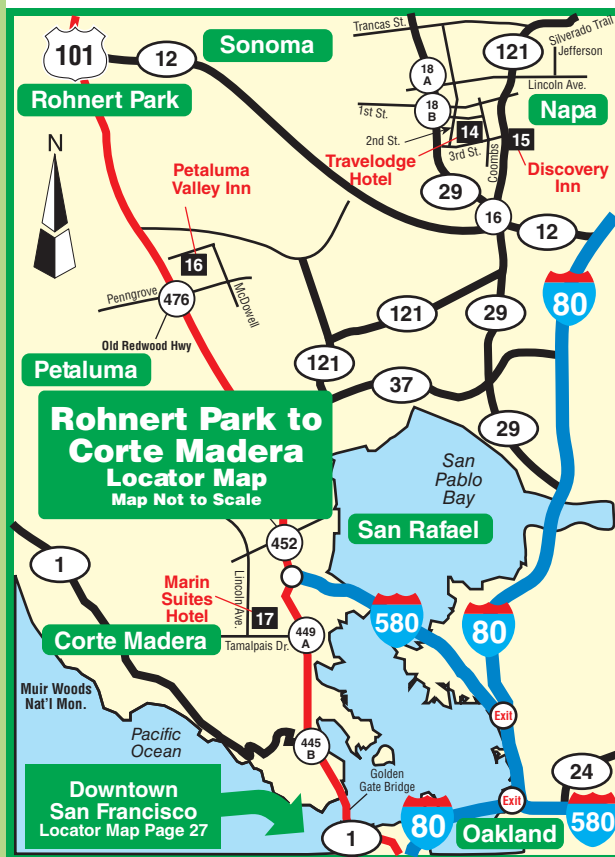 Trancas St.
Silverado Trail
Jefferson
101
12
Sonoma
121
18
A
Lincoln Ave.
Rohnert Park
1st St.
18
B
Napa
2nd St.
14
3rd St.
15
Coombs
N
Petaluma
Valley Inn
Travelodge
Hotel
Discovery
Inn
29
16
12
16
Penngrove
476
McDowell
80
Old Redwood Hwy
121
29
121
Petaluma
37
29
Rohnert Park to
Corte Madera
Locator Map
Map Not to Scale
San
Pablo
Bay
San Rafael
452
1
Lincoln Ave.
Marin
Suites
Hotel
17
580
80
449
A
Corte Madera
Tamalpais Dr.
Muir Woods
Nat'l Mon.
Exit
Pacific
Ocean
445
B
Golden
Gate Bridge
24
Downtown
San Francisco
Locator Map Page 27
Exit
1
80
Oakland
580